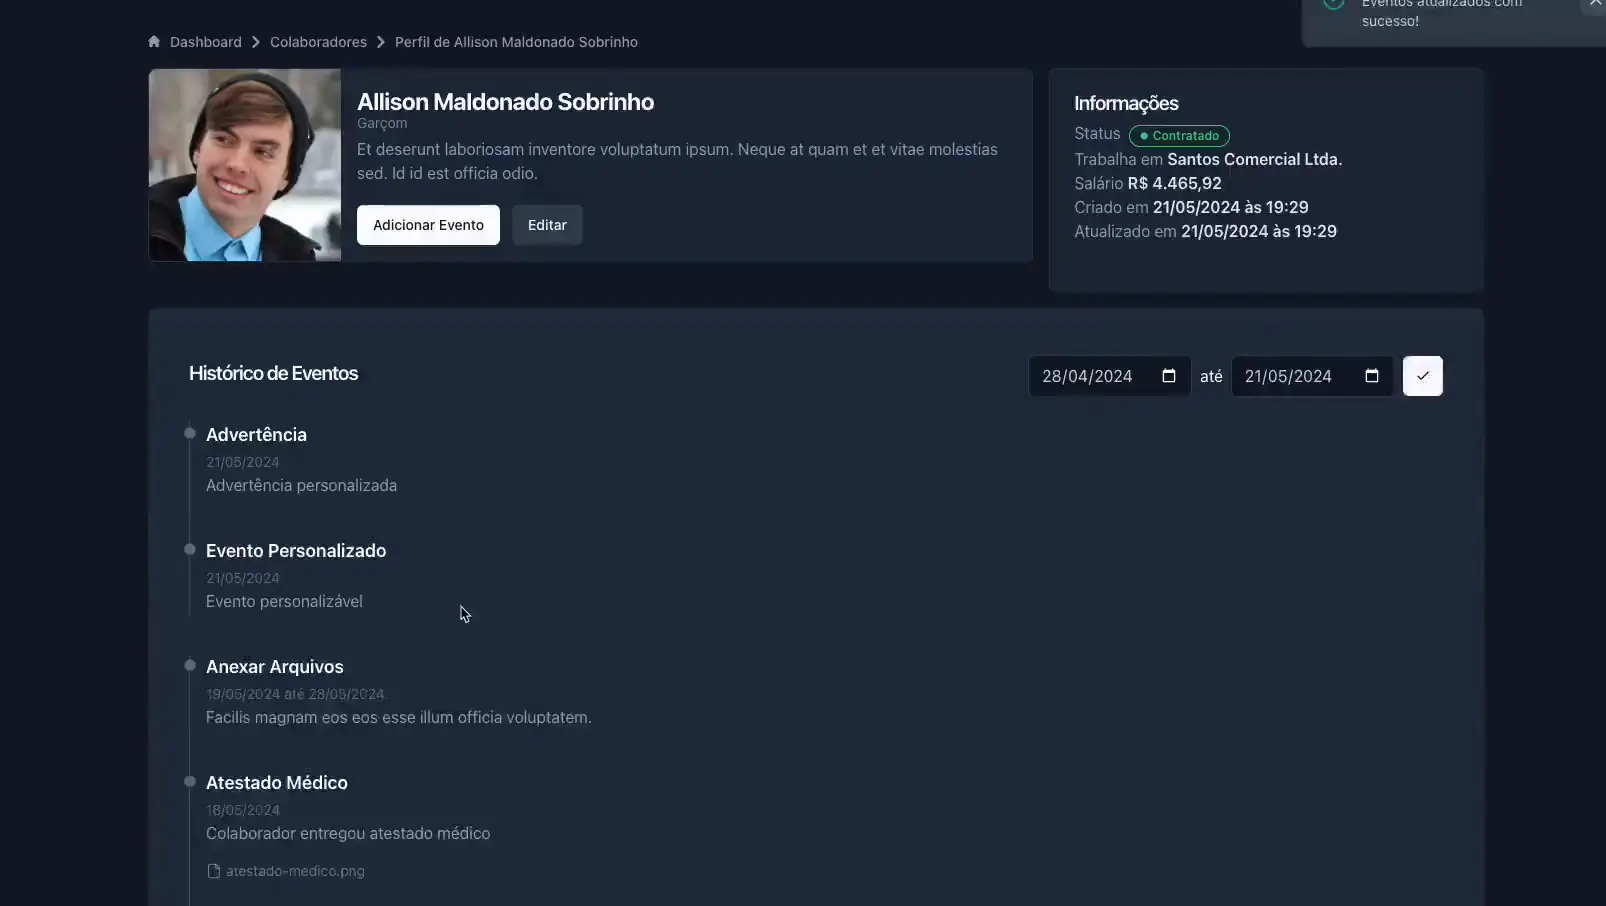 Eventos atualizados com
sucesso!
Dashboard > Colaboradores > Perfil de Allison Maldonado Sobrinho
Allison Maldonado Sobrinho
Garçom
Et deserunt laboriosam inventore voluptatum ipsum. Neque at quam et et vitae molestias
sed. Id id est officia odio.
Adicionar Evento
Editar
Informações
Status Contratado
Trabalha em Santos Comercial Ltda.
Salário R$ 4.465,92
Criado em 21/05/2024 às 19:29
Atualizado em 21/05/2024 às 19:29
Histórico de Eventos
28/04/2024 até 21/05/2024
Advertência
21/05/2024
Advertência personalizada
Evento Personalizado
21/05/2024
Evento personalizável
Anexar Arquivos
19/05/2024 até 28/05/2024
Facilis magnam eos eos esse illum officia voluptatem.
Atestado Médico
18/05/2024
Colaborador entregou atestado médico
atestado-medico.png